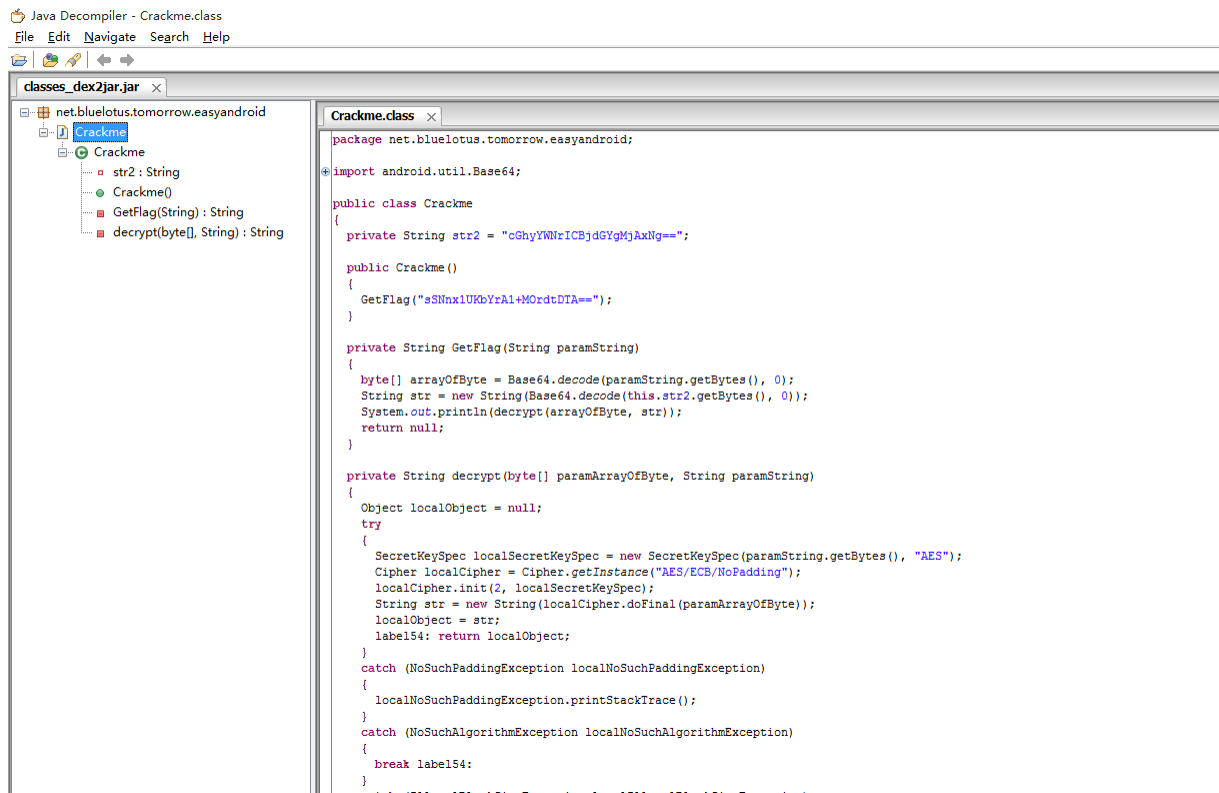 Java Decompiler - Crackme.class
File Edit Navigate Search Help
classes_dex2jar.jar
net.bluelotus.tomorrow.easyandroid
Crackme
Crackme
str2 : String
Crackme()
GetFlag(String) : String
decrypt(byte[], String) : String
Crackme.class
package net.bluelotus.tomorrow.easyandroid;
import android.util.Base64;
public class Crackme
{
private String str2 = "cGhyYWNrICBjdGYgMjAxNg==";
public Crackme()
{
GetFlag("sSNnx1UKbYrA1+MOrdtDTA==");
}
private String GetFlag(String paramString)
{
byte[] arrayOfByte = Base64.decode(paramString.getBytes(), 0);
String str = new String(Base64.decode(this.str2.getBytes(), 0));
System.out.println(decrypt(arrayOfByte, str));
return null;
}
private String decrypt(byte[] paramArrayOfByte, String paramString)
{
Object localObject = null;
try
{
SecretKeySpec localSecretKeySpec = new SecretKeySpec(paramString.getBytes(), "AES");
Cipher localCipher = Cipher.getInstance("AES/ECB/NoPadding");
localCipher.init(2, localSecretKeySpec);
String str = new String(localCipher.doFinal(paramArrayOfByte));
localObject = str;
label54: return localObject;
}
catch (NoSuchPaddingException localNoSuchPaddingException)
{
localNoSuchPaddingException.printStackTrace();
}
catch (NoSuchAlgorithmException localNoSuchAlgorithmException)
{
break label54:
}